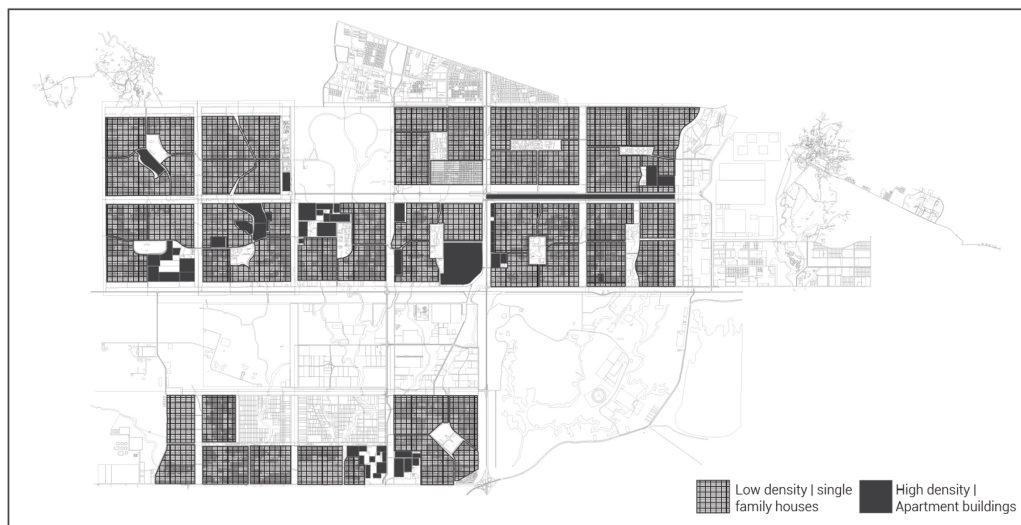 Low density | single
family houses
High density |
Apartment buildings